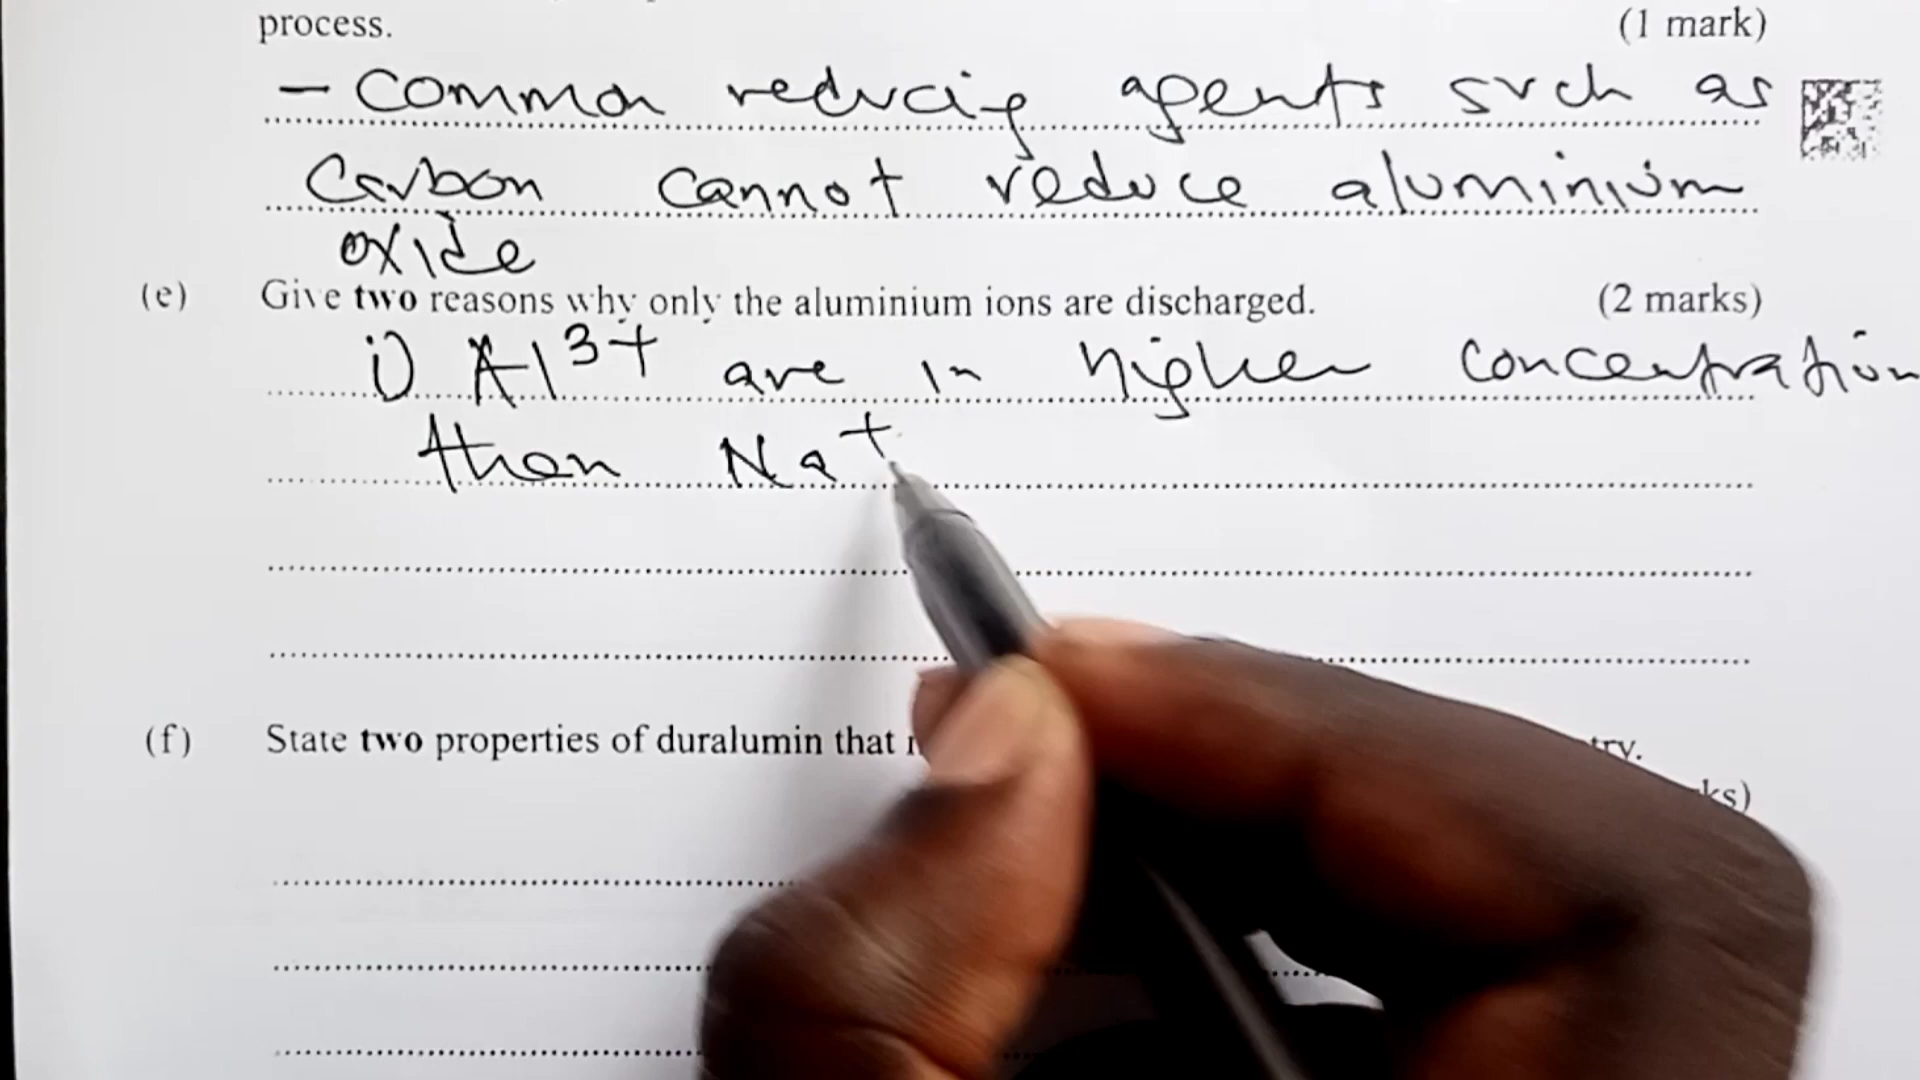 process. (1 mark)
- Common reducing agents such as
Carbon cannot reduce aluminium
oxide
(e) Give two reasons why only the aluminium ions are discharged. (2 marks)
i) Al3+ are in higher concentration
than Na+
(f) State two properties of duralumin that